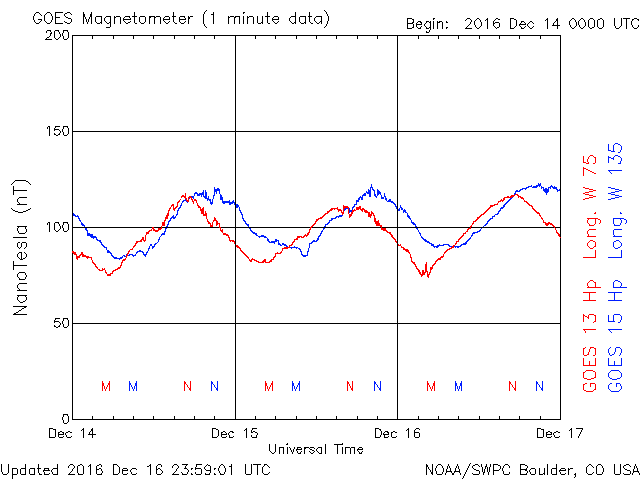 GOES Magnetometer (1 minute data)
Begin: 2016 Dec 14 0000 UTC
200
150
100
50
0
NanoTesla (nT)
M M N N M M N N M M N N
Dec 14 Dec 15 Dec 16 Dec 17
Universal Time
GOES 13 Hp Long. W 75
GOES 15 Hp Long. W 135
Updated 2016 Dec 16 23:59:01 UTC
NOAA/SWPC Boulder, CO USA